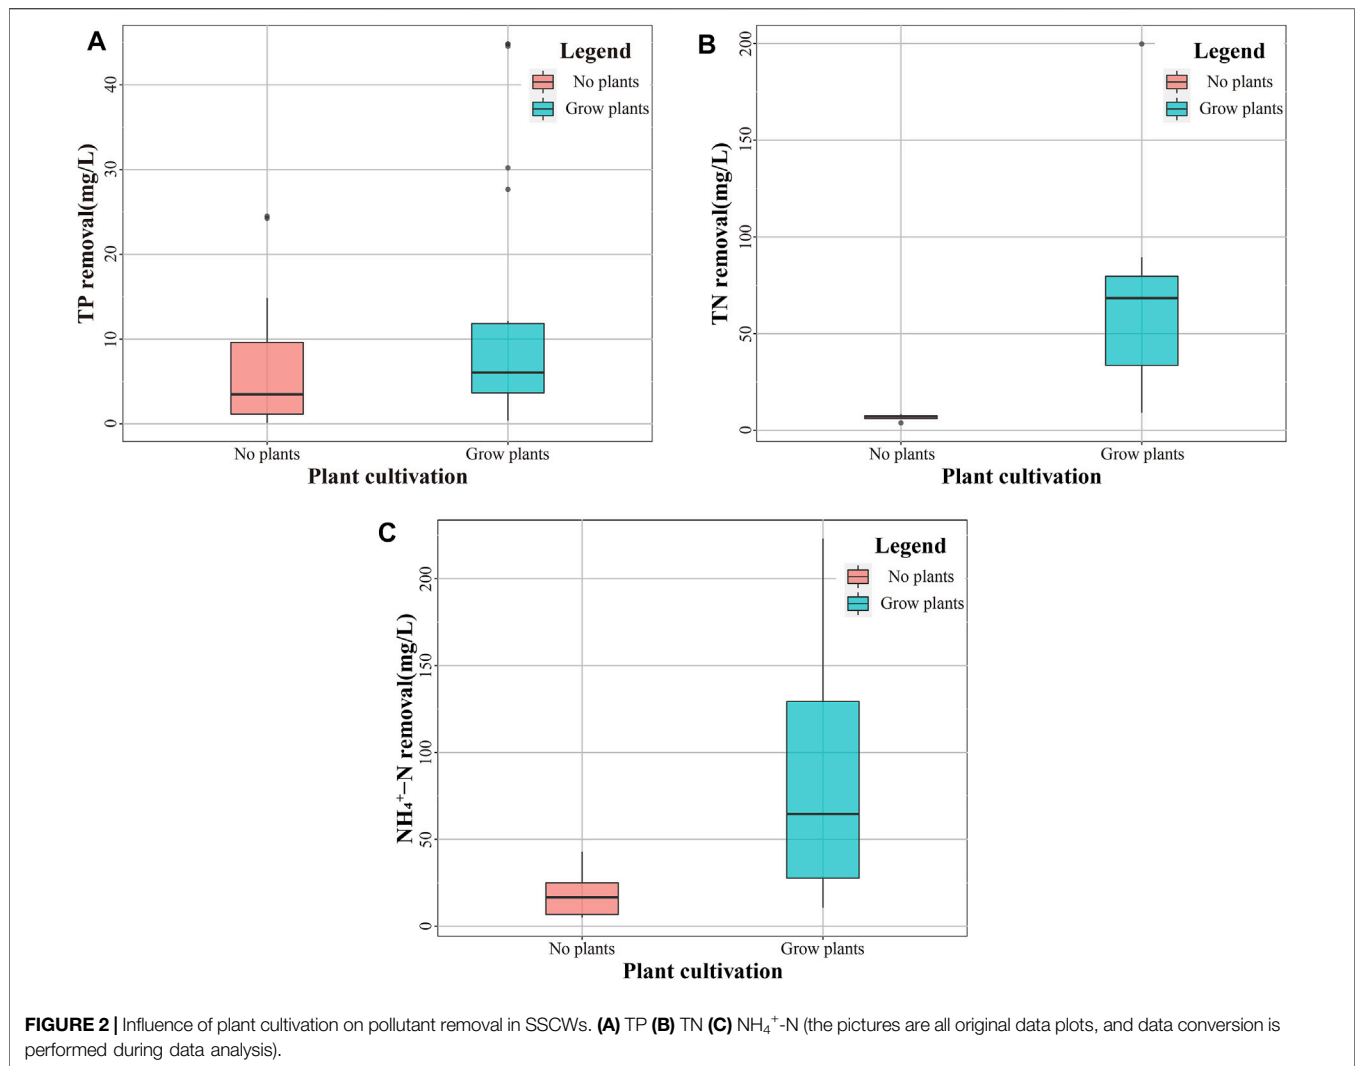 A
Legend
No plants
Grow plants
40
30
20
10
0
TP removal(mg/L)
No plants
Grow plants
Plant cultivation
B
Legend
No plants
Grow plants
200
150
100
50
0
TN removal(mg/L)
No plants
Grow plants
Plant cultivation
C
Legend
No plants
Grow plants
200
150
100
50
0
NH₄⁺–N removal(mg/L)
No plants
Grow plants
Plant cultivation
FIGURE 2 | Influence of plant cultivation on pollutant removal in SSCWs. (A) TP (B) TN (C) NH₄⁺-N (the pictures are all original data plots, and data conversion is
performed during data analysis).